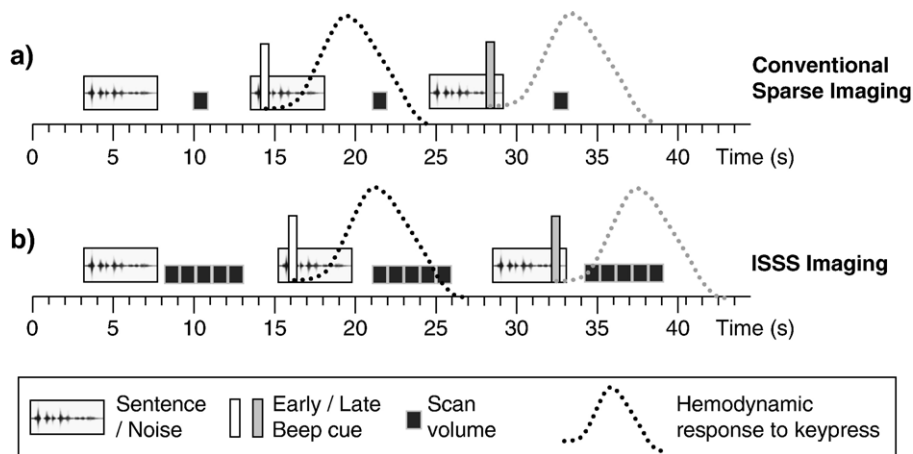 a)
Conventional
Sparse Imaging
0 5 10 15 20 25 30 35 40 Time (s)
b)
ISSS Imaging
0 5 10 15 20 25 30 35 40 Time (s)
Sentence
/ Noise
Early / Late
Beep cue
Scan
volume
Hemodynamic
response to keypress